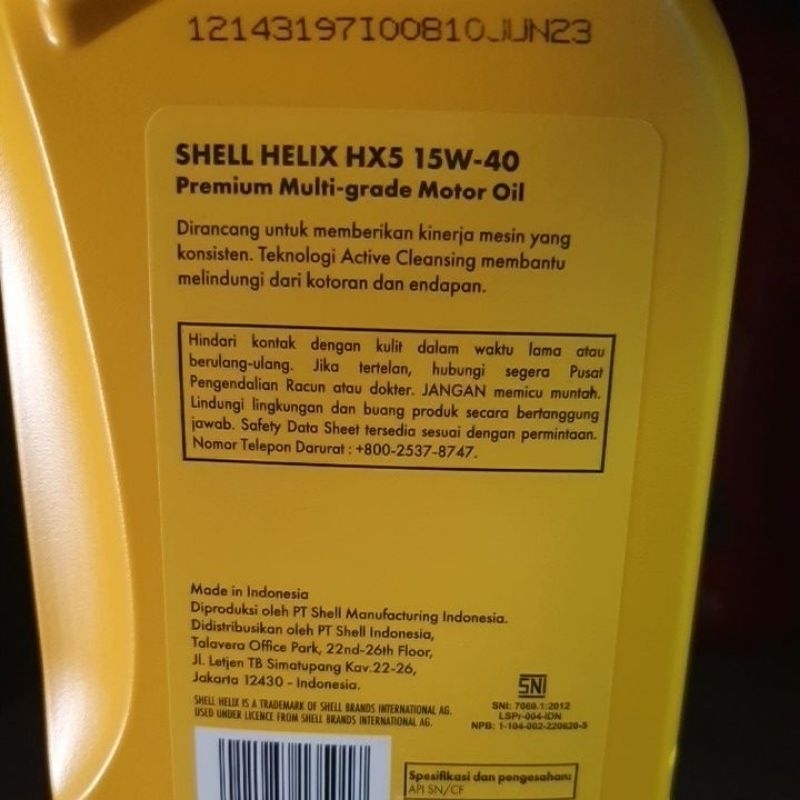 12143197I00810JUN23
SHELL HELIX HX5 15W-40
Premium Multi-grade Motor Oil
Dirancang untuk memberikan kinerja mesin yang
konsisten. Teknologi Active Cleansing membantu
melindungi dari kotoran dan endapan.
Hindari kontak dengan kulit dalam waktu lama atau
berulang-ulang. Jika tertelan, hubungi segera Pusat
Pengendalian Racun atau dokter. JANGAN memicu muntah.
Lindungi lingkungan dan buang produk secara bertanggung
jawab. Safety Data Sheet tersedia sesuai dengan permintaan.
Nomor Telepon Darurat : +800-2537-8747.
Made in Indonesia
Diproduksi oleh PT Shell Manufacturing Indonesia.
Didistribusikan oleh PT Shell Indonesia,
Talavera Office Park, 22nd-26th Floor,
Jl. Letjen TB Simatupang Kav.22-26,
Jakarta 12430 - Indonesia.
SHELL HELIX IS A TRADEMARK OF SHELL BRANDS INTERNATIONAL AG.
USED UNDER LICENCE FROM SHELL BRANDS INTERNATIONAL AG.
SNI
SNI: 7069.1:2012
LSPr-004-IDN
NPB: 1-104-002-220620-5
Spesifikasi dan pengesahan:
API SN/CF